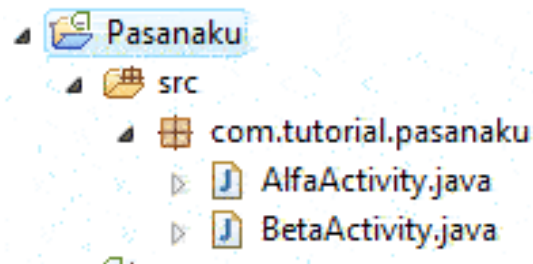 Pasanaku
src
com.tutorial.pasanaku
AlfaActivity.java
BetaActivity.java